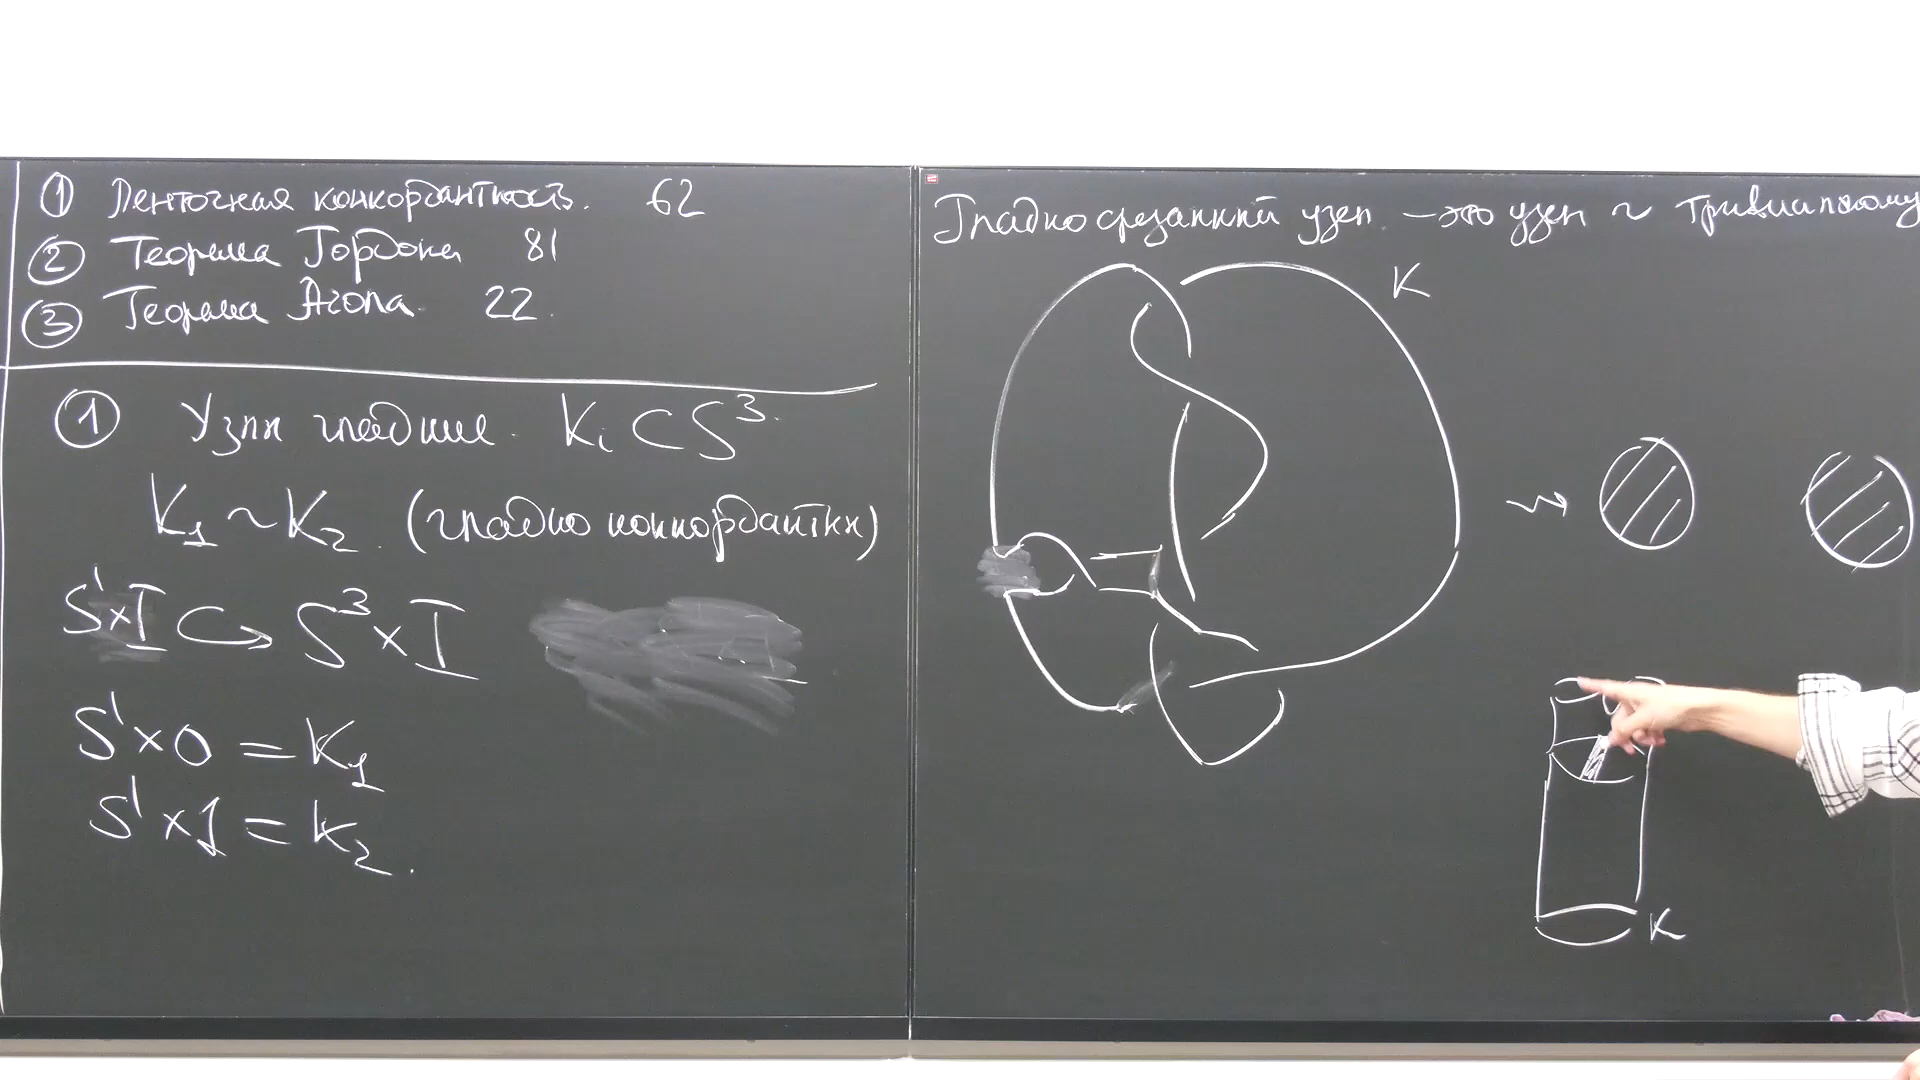 ① Ленточная конкордантность. 62
② Теорема Гордона 81
③ Теорема Агола. 22.
① Узлы гладкие. Kᵢ ⊂ S³.
K₁ ~ K₂. (гладко конкордантны)
S¹×I ↪ S³×I
S¹×0 = K₁
S¹×1 = K₂.
Гладко срезанный узел. — это узел ~ тривиальному
K
K